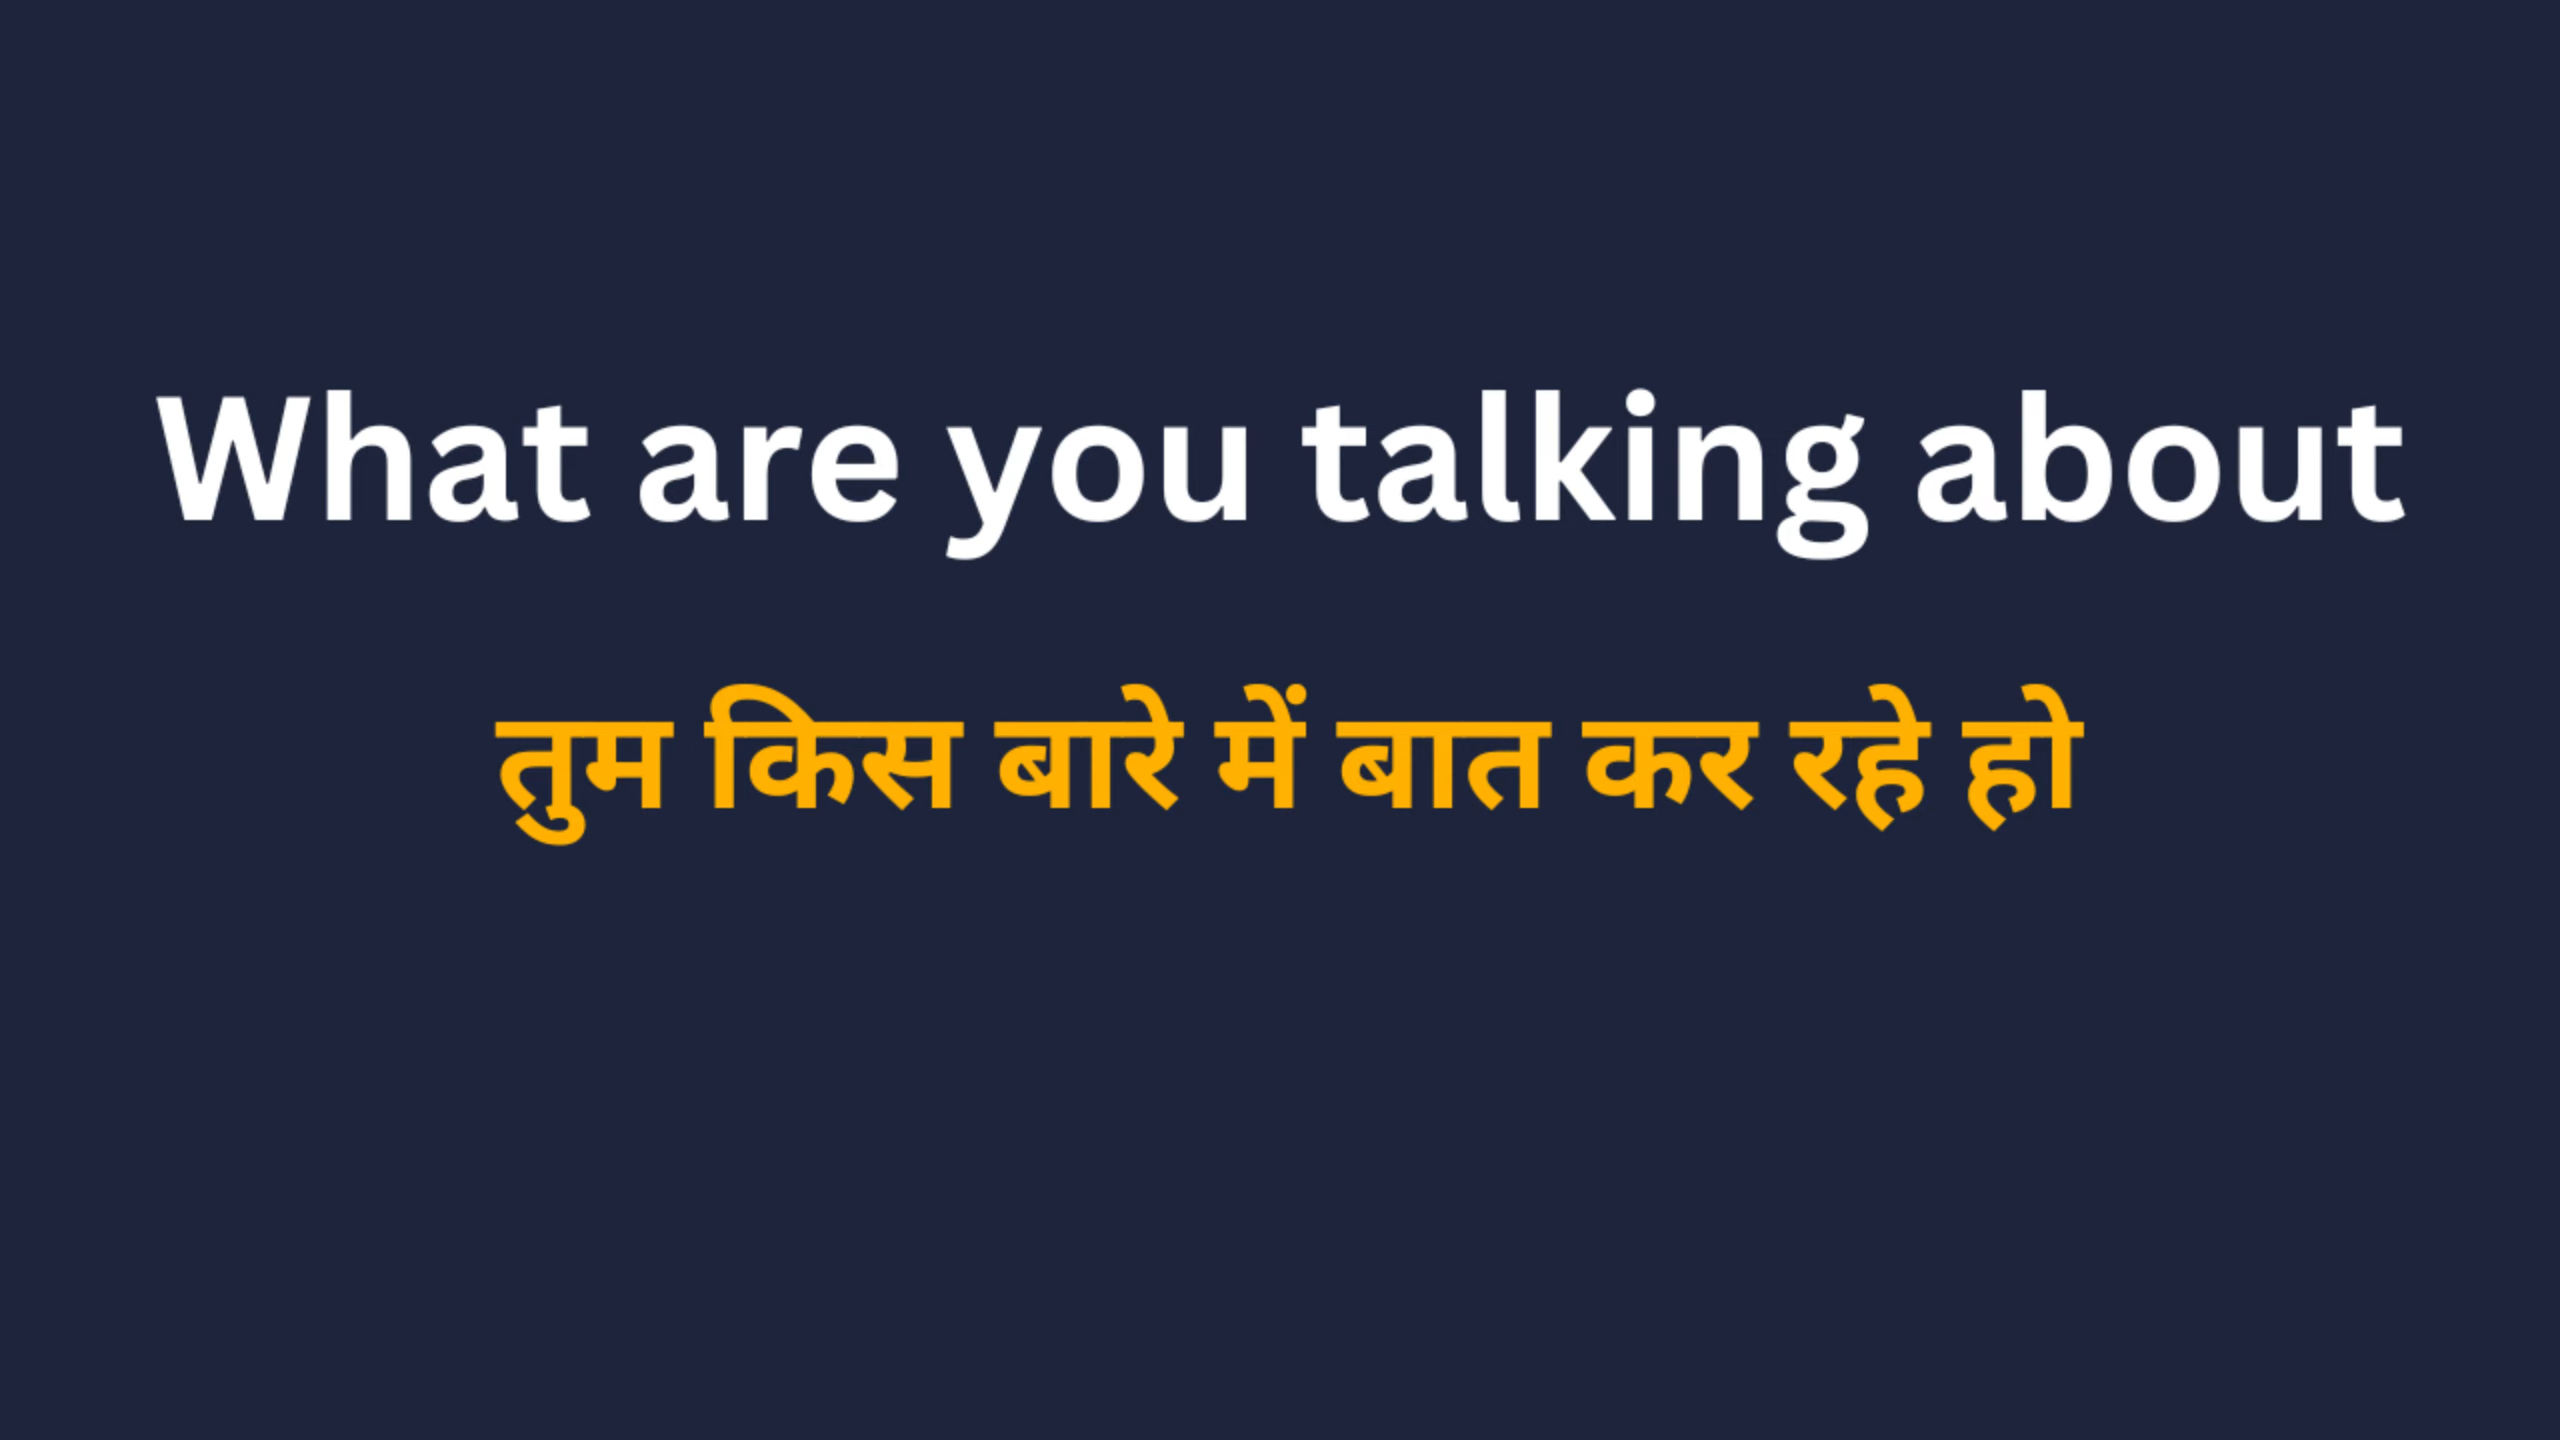 What are you talking about
तुम किस बारे में बात कर रहे हो